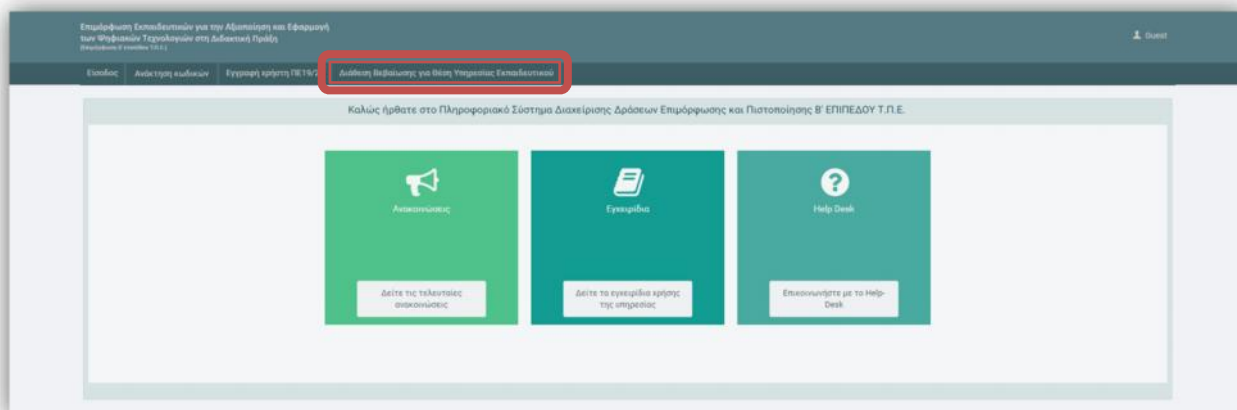 Επιμόρφωση Εκπαιδευτικών για την Αξιοποίηση και Εφαρμογή
των Ψηφιακών Τεχνολογιών στη Διδακτική Πράξη
(Επιμόρφωση Β' Επιπέδου Τ.Π.Ε.)
Guest
Είσοδος Ανάκτηση κωδικών Εγγραφή χρήστη ΠΕ19/ Διάθεση Βεβαίωσης για Θέση Υπηρεσίας Εκπαιδευτικού
Καλώς ήρθατε στο Πληροφοριακό Σύστημα Διαχείρισης Δράσεων Επιμόρφωσης και Πιστοποίησης Β' ΕΠΙΠΕΔΟΥ Τ.Π.Ε.
Ανακοινώσεις Εγχειρίδια Help Desk
Δείτε τις τελευταίες
ανακοινώσεις
Δείτε τα εγχειρίδια χρήσης
της υπηρεσίας
Επικοινωνήστε με το Help-
Desk